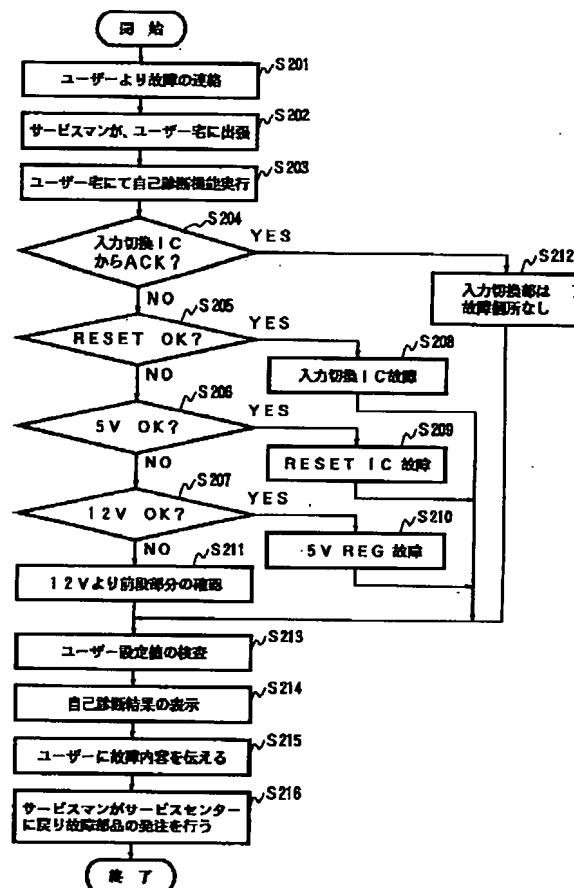 開 始
ユーザーより故障の連絡
S201
サービスマンが、ユーザー宅に出張
S202
ユーザー宅にて自己診断機能実行
S203
入力切換IC
からACK?
S204
YES
NO
入力切換部は
故障個所なし
S212
RESET OK?
S205
YES
NO
入力切換IC故障
S208
5V OK?
S206
YES
NO
RESET IC 故障
S209
12V OK?
S207
YES
NO
5V REG 故障
S210
12Vより前段部分の確認
S211
ユーザー設定値の検査
S213
自己診断結果の表示
S214
ユーザーに故障内容を伝える
S215
サービスマンがサービスセンター
に戻り故障部品の発注を行う
S216
終 了